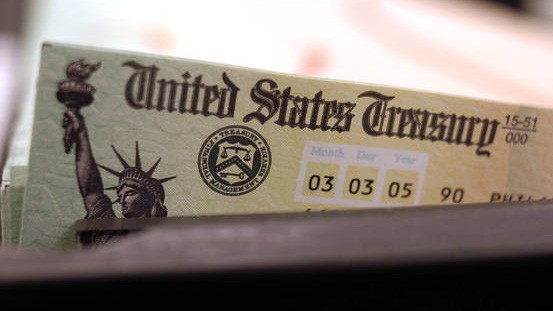 United States Treasury 15-51
000
Month Day Year
03 03 05 90